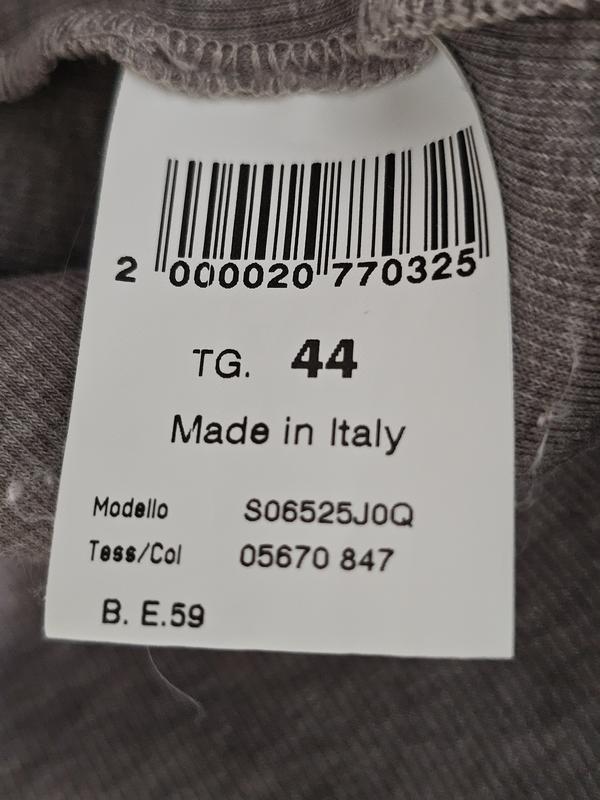 2 000020 770325
TG. 44
Made in Italy
Modello S06525J0Q
Tess/Col 05670 847
B. E.59